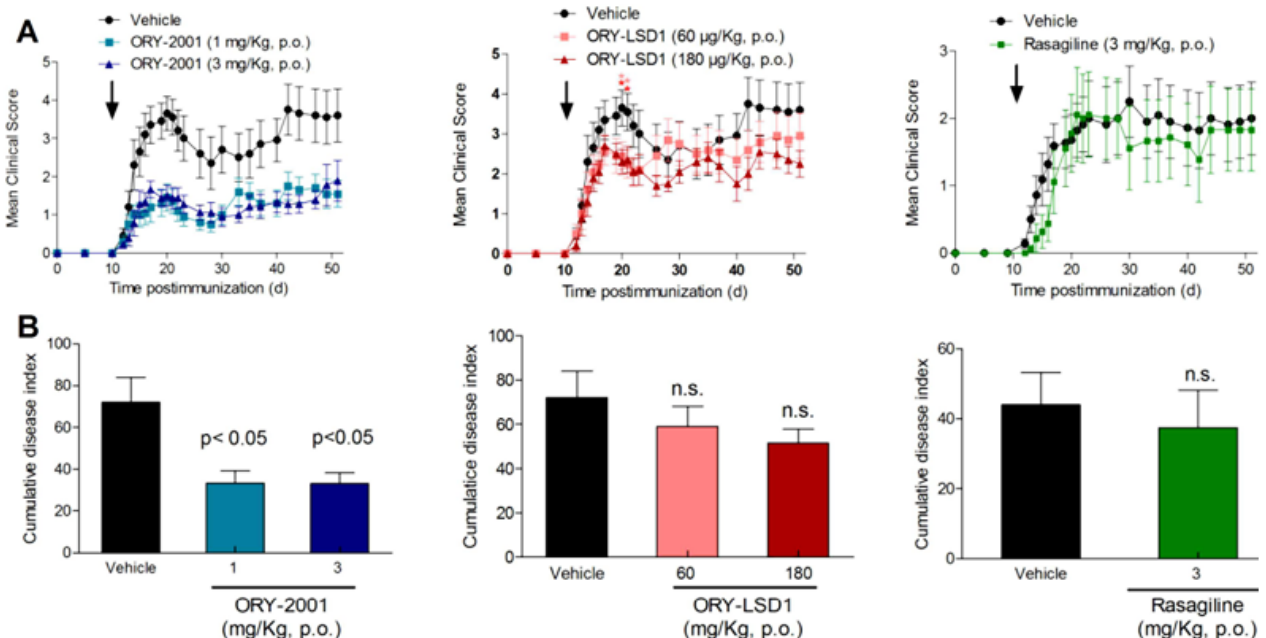 A
Vehicle
ORY-2001 (1 mg/Kg, p.o.)
ORY-2001 (3 mg/Kg, p.o.)
Mean Clinical Score
5
4
3
2
1
0
0 10 20 30 40 50
Time postimmunization (d)
Vehicle
ORY-LSD1 (60 µg/Kg, p.o.)
ORY-LSD1 (180 µg/Kg, p.o.)
Mean Clinical Score
5
4
3
2
1
0
**
0 10 20 30 40 50
Time postimmunization (d)
Vehicle
Rasagiline (3 mg/Kg, p.o.)
Mean Clinical Score
3
2
1
0
0 10 20 30 40 50
Time postimmunization (d)
B
Cumulative disease index
100
80
60
40
20
0
p< 0.05
p<0.05
Vehicle 1 3
ORY-2001
(mg/Kg, p.o.)
Cumulatice disease index
100
80
60
40
20
0
n.s.
n.s.
Vehicle 60 180
ORY-LSD1
(mg/Kg, p.o.)
Cumulative disease index
60
40
20
0
n.s.
Vehicle 3
Rasagiline
(mg/Kg, p.o.)